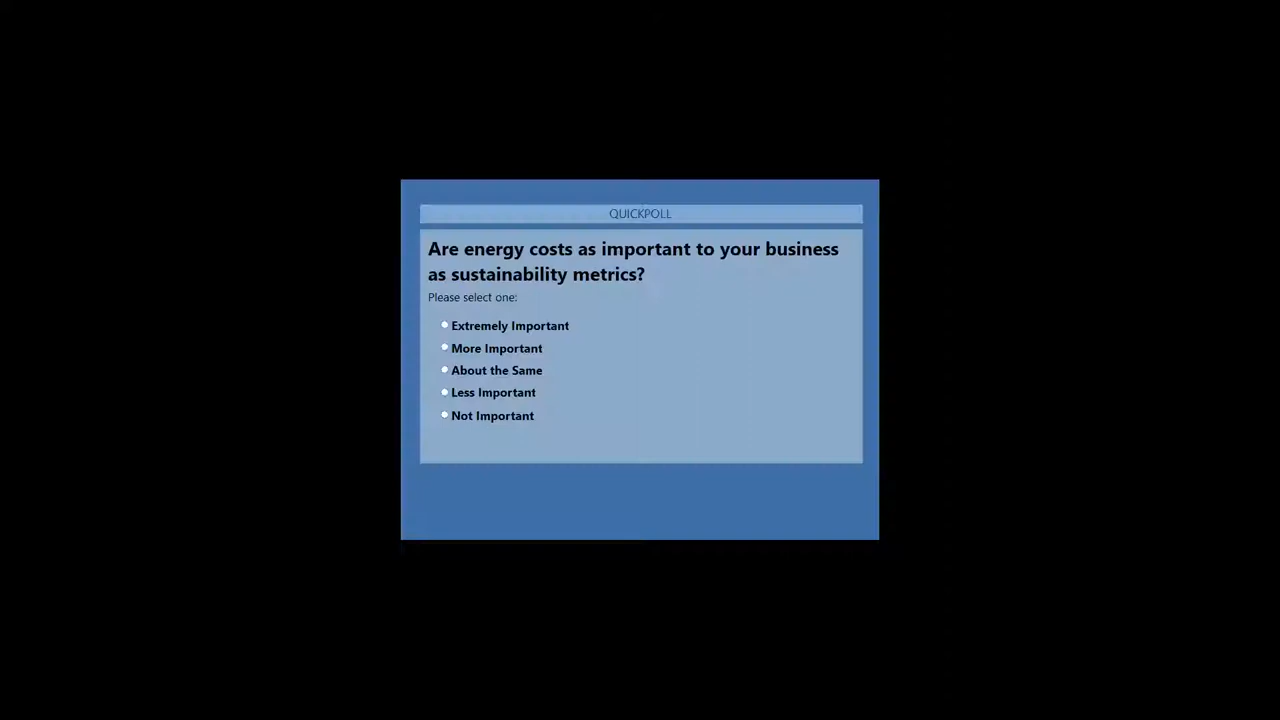 QUICKPOLL
Are energy costs as important to your business
as sustainability metrics?
Please select one:
Extremely Important
More Important
About the Same
Less Important
Not Important